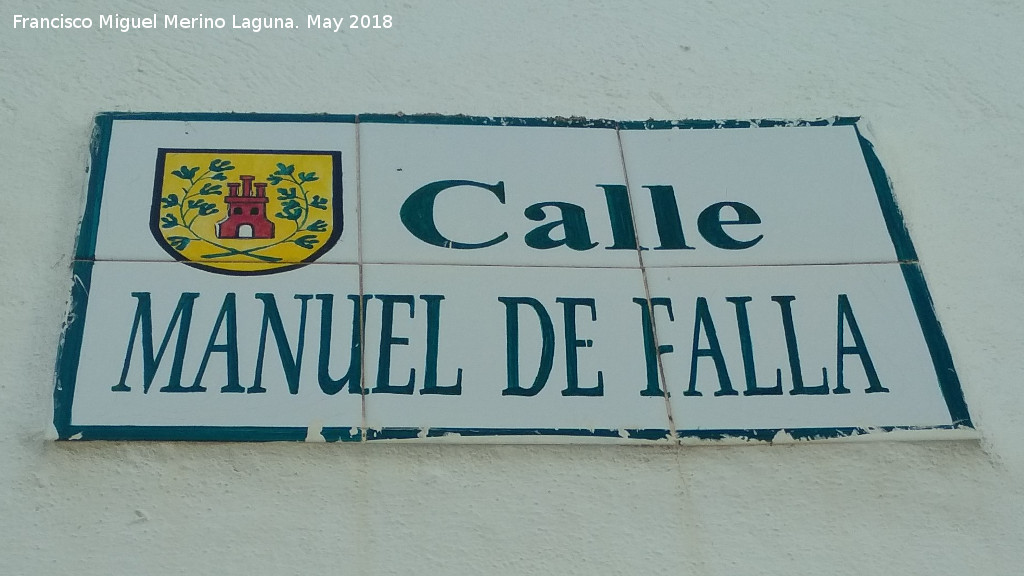 Francisco Miguel Merino Laguna. May 2018
Calle
MANUEL DE FALLA